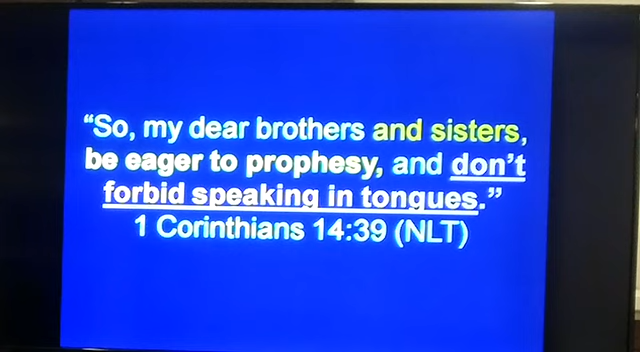 “So, my dear brothers and sisters,
be eager to prophesy, and don’t
forbid speaking in tongues.”
1 Corinthians 14:39 (NLT)